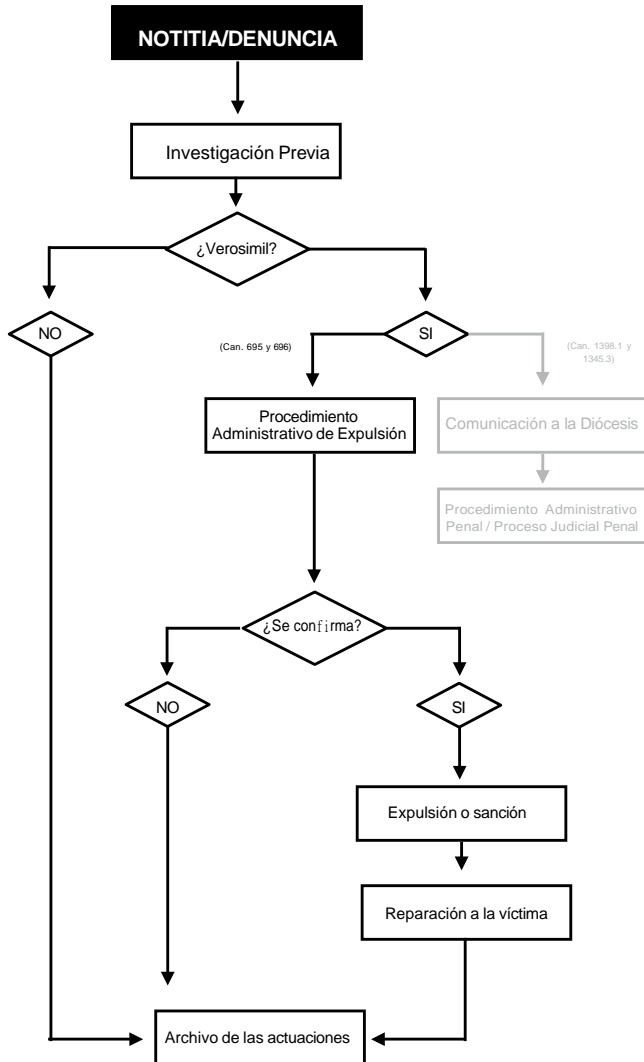 NOTITIA/DENUNCIA
Investigación Previa
¿Verosimil?
NO
SI
(Can. 695 y 696)
(Can. 1398.1 y
1345.3)
Procedimiento
Administrativo de Expulsión
Comunicación a la Diócesis
Procedimiento Administrativo
Penal / Proceso Judicial Penal
¿Se confirma?
NO
SI
Expulsión o sanción
Reparación a la víctima
Archivo de las actuaciones